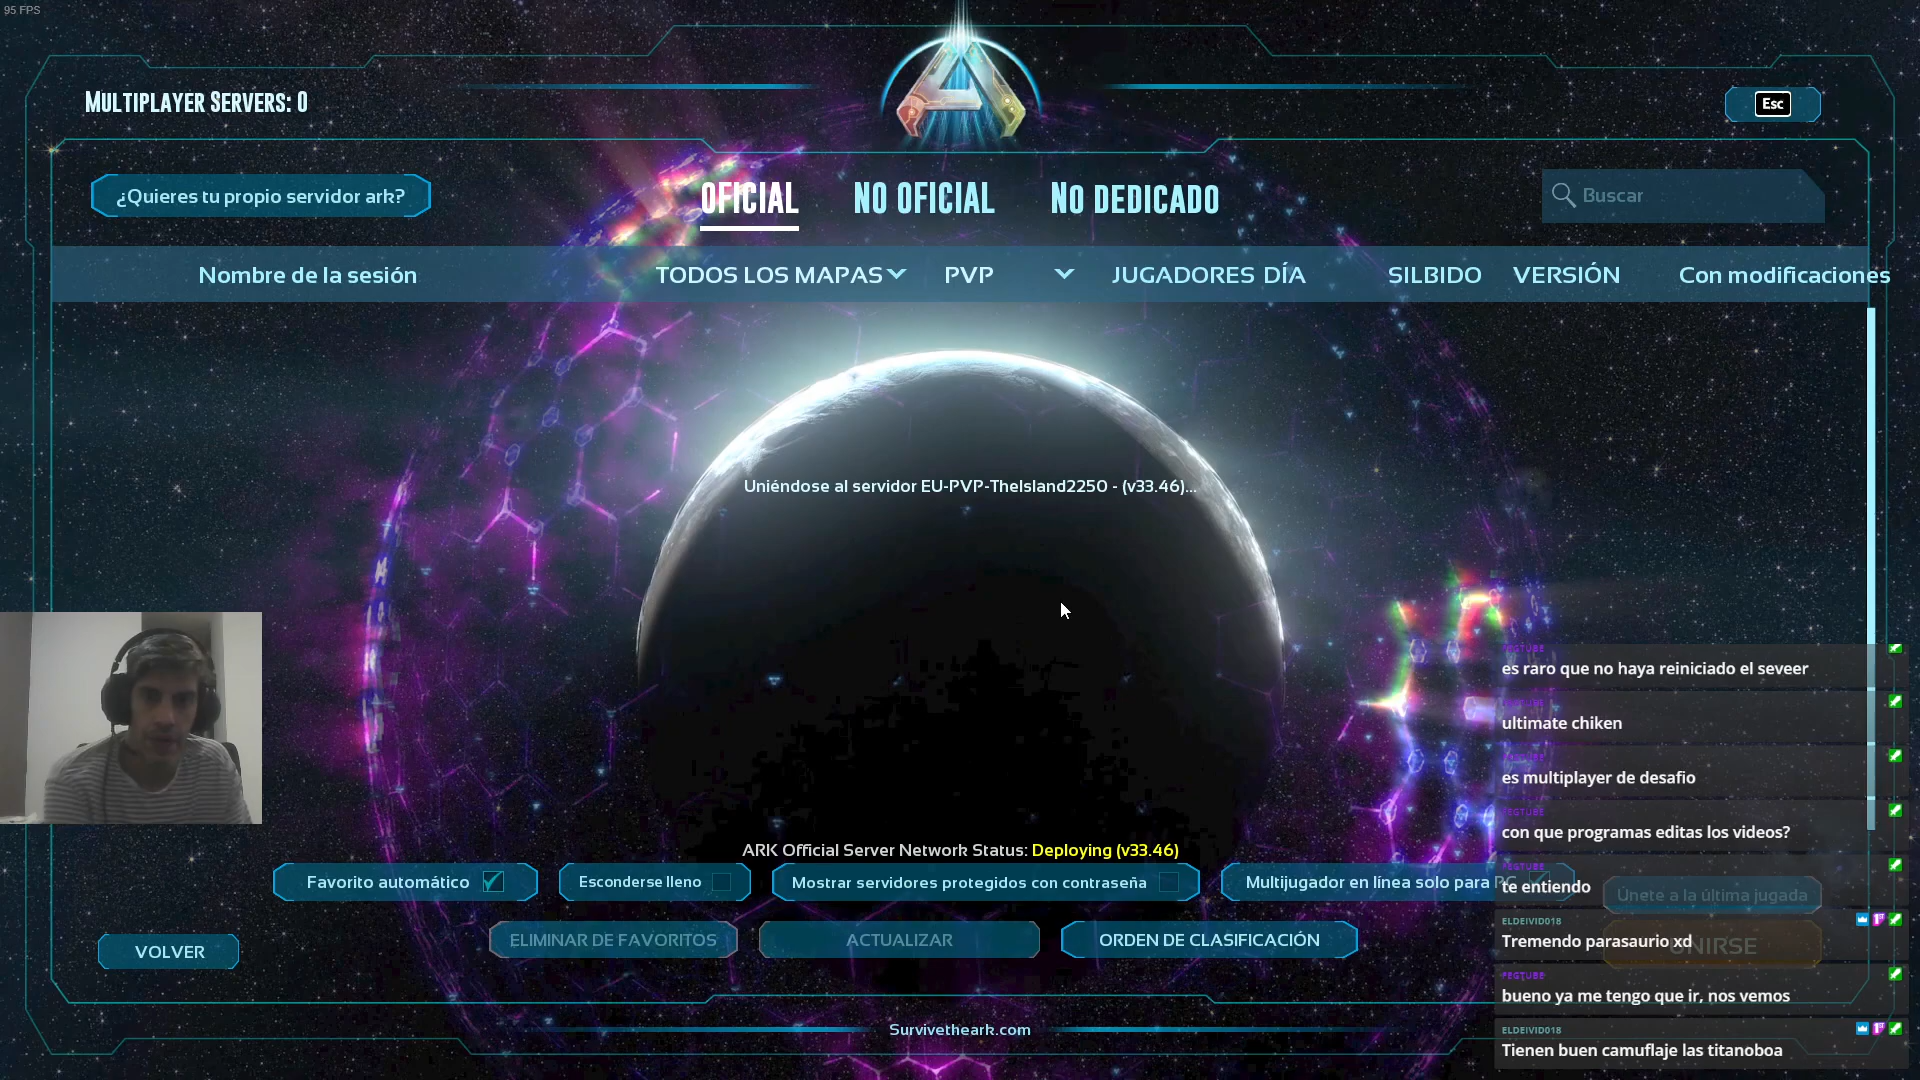 95 FPS
MULTIPLAYER SERVERS: 0
Esc
¿Quieres tu propio servidor ark?
OFICIAL
NO OFICIAL
NO DEDICADO
Buscar
Nombre de la sesión
TODOS LOS MAPAS
PVP
JUGADORES
DÍA
SILBIDO
VERSIÓN
Con modificaciones
Uniéndose al servidor EU-PVP-TheIsland2250 - (v33.46)...
ARK Official Server Network Status: Deploying (v33.46)
Favorito automático
Esconderse lleno
Mostrar servidores protegidos con contraseña
Multijugador en línea solo para PC
Únete a la última jugada
ELIMINAR DE FAVORITOS
ACTUALIZAR
ORDEN DE CLASIFICACIÓN
VOLVER
UNIRSE
Survivetheark.com
FEGTUBE
es raro que no haya reiniciado el seveer
ultimate chiken
es multiplayer de desafio
con que programas editas los videos?
FEGTUBE
te entiendo
ELDEIVID018
Tremendo parasaurio xd
FEGTUBE
bueno ya me tengo que ir, nos vemos
ELDEIVID018
Tienen buen camuflaje las titanoboa